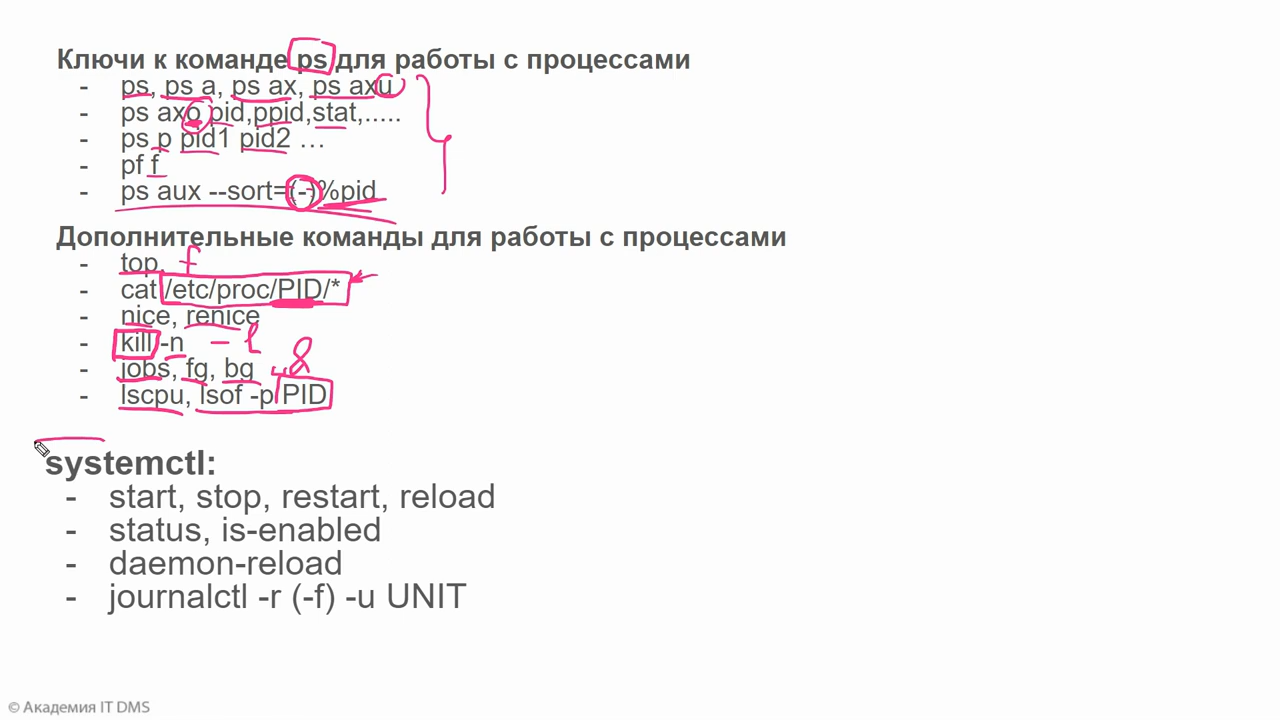 Ключи к команде ps для работы с процессами
- ps, ps a, ps ax, ps axu
- ps axo pid,ppid,stat,.....
- ps p pid1 pid2 ...
- pf f
- ps aux --sort=(-)%pid
Дополнительные команды для работы с процессами
- top, f
- cat /etc/proc/PID/*
- nice, renice
- kill -n -l
- jobs, fg, bg &
- lscpu, lsof -p PID
systemctl:
- start, stop, restart, reload
- status, is-enabled
- daemon-reload
- journalctl -r (-f) -u UNIT
© Академия IT DMS